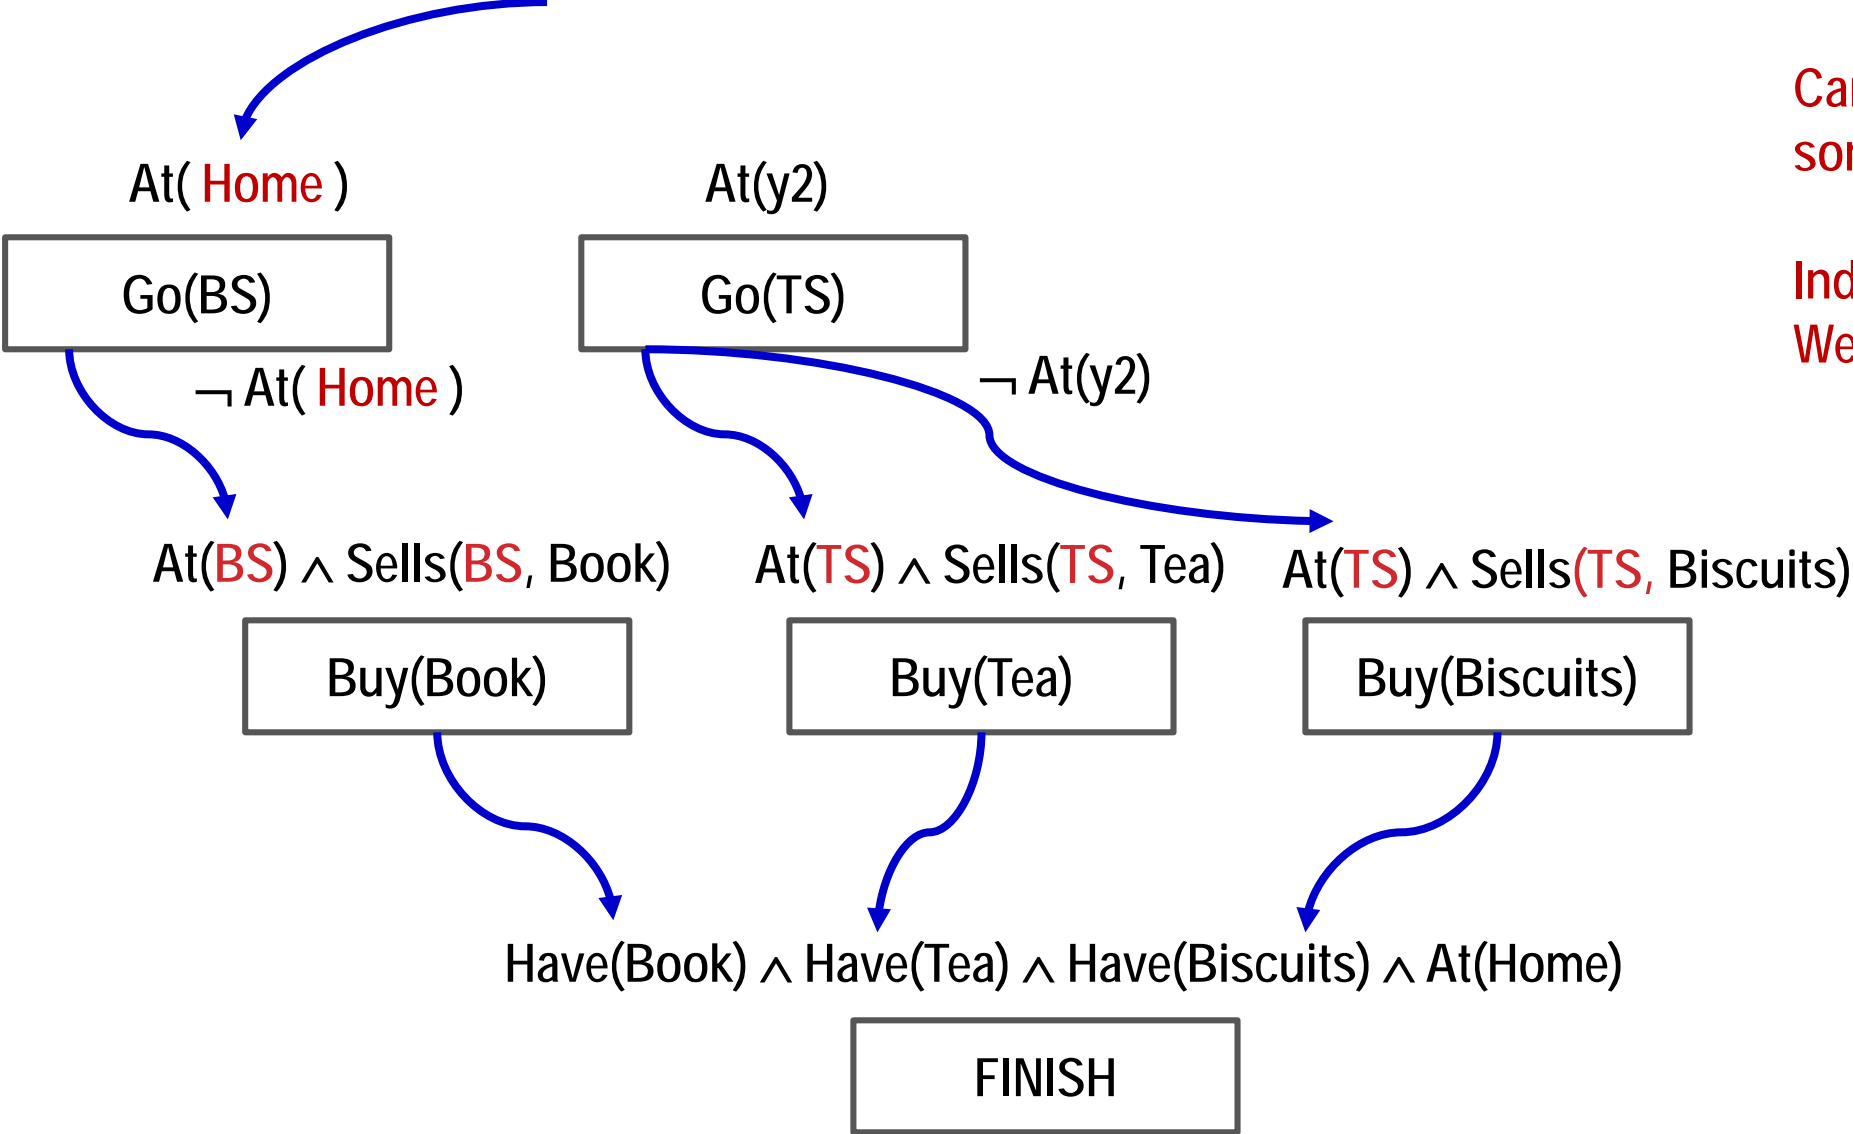 At( Home )
At(y2)
Go(BS)
Go(TS)
¬ At( Home )
¬ At(y2)
At(BS) ∧ Sells(BS, Book)
At(TS) ∧ Sells(TS, Tea)
At(TS) ∧ Sells(TS, Biscuits)
Buy(Book)
Buy(Tea)
Buy(Biscuits)
Have(Book) ∧ Have(Tea) ∧ Have(Biscuits) ∧ At(Home)
FINISH